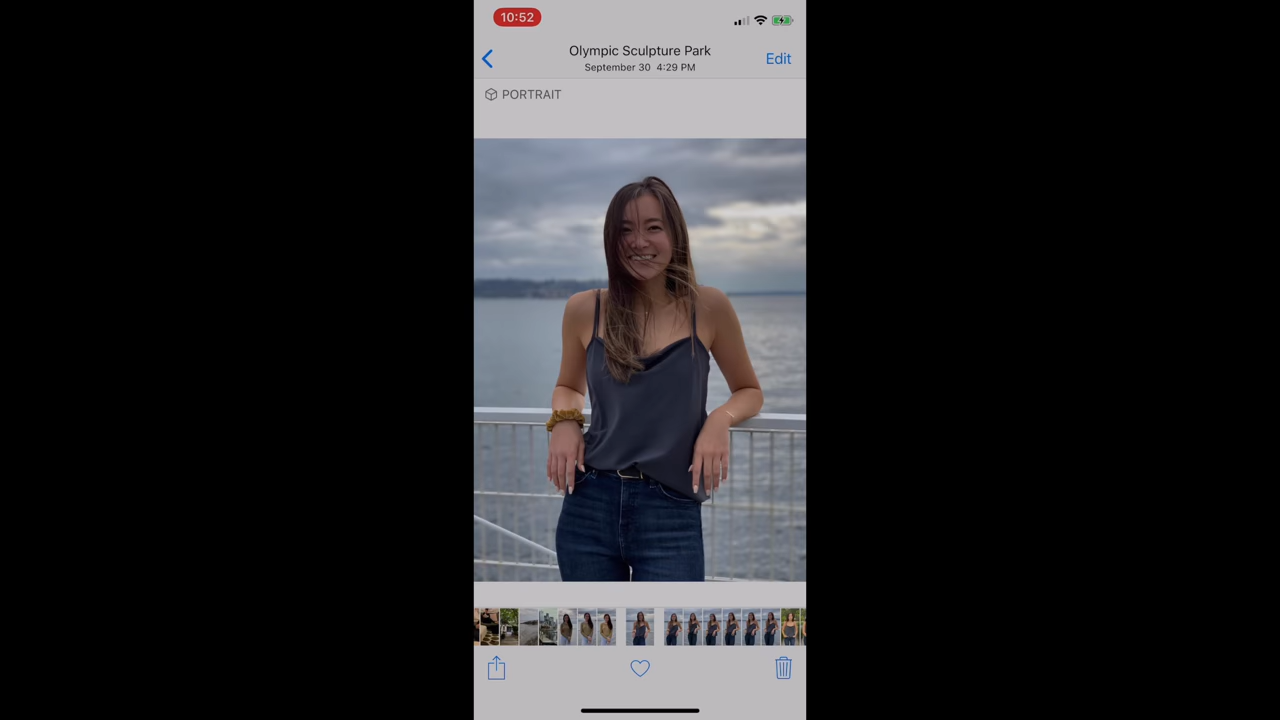 10:52
Olympic Sculpture Park
September 30 4:29 PM
Edit
PORTRAIT